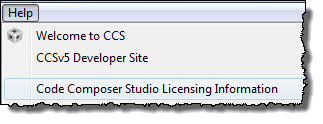 Help
Welcome to CCS
CCSv5 Developer Site
Code Composer Studio Licensing Information